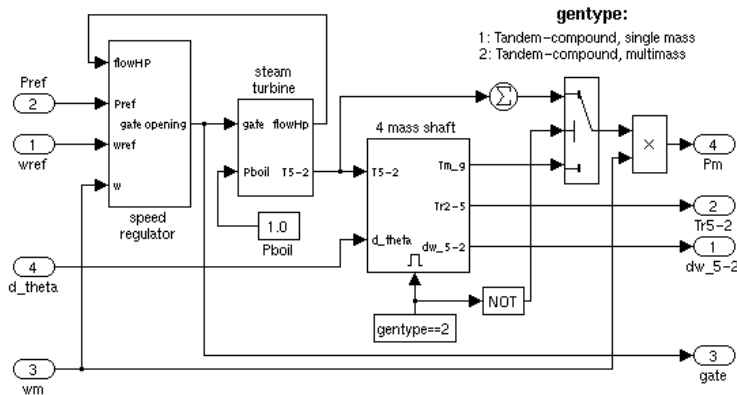 gentype:
1: Tandem-compound, single mass
2: Tandem-compound, multimass
flowHP
Pref
gate opening
wref
w
speed
regulator
Pref
2
1
wref
steam
turbine
gate
flowHp
Pboil
T5-2
1.0
Pboil
4 mass shaft
T5-2
d_theta
Tm_g
Tr2-5
dw_5-2
gentype==2
NOT
Σ
×
4
Pm
2
Tr5-2
1
dw_5-2
4
d_theta
3
wm
3
gate